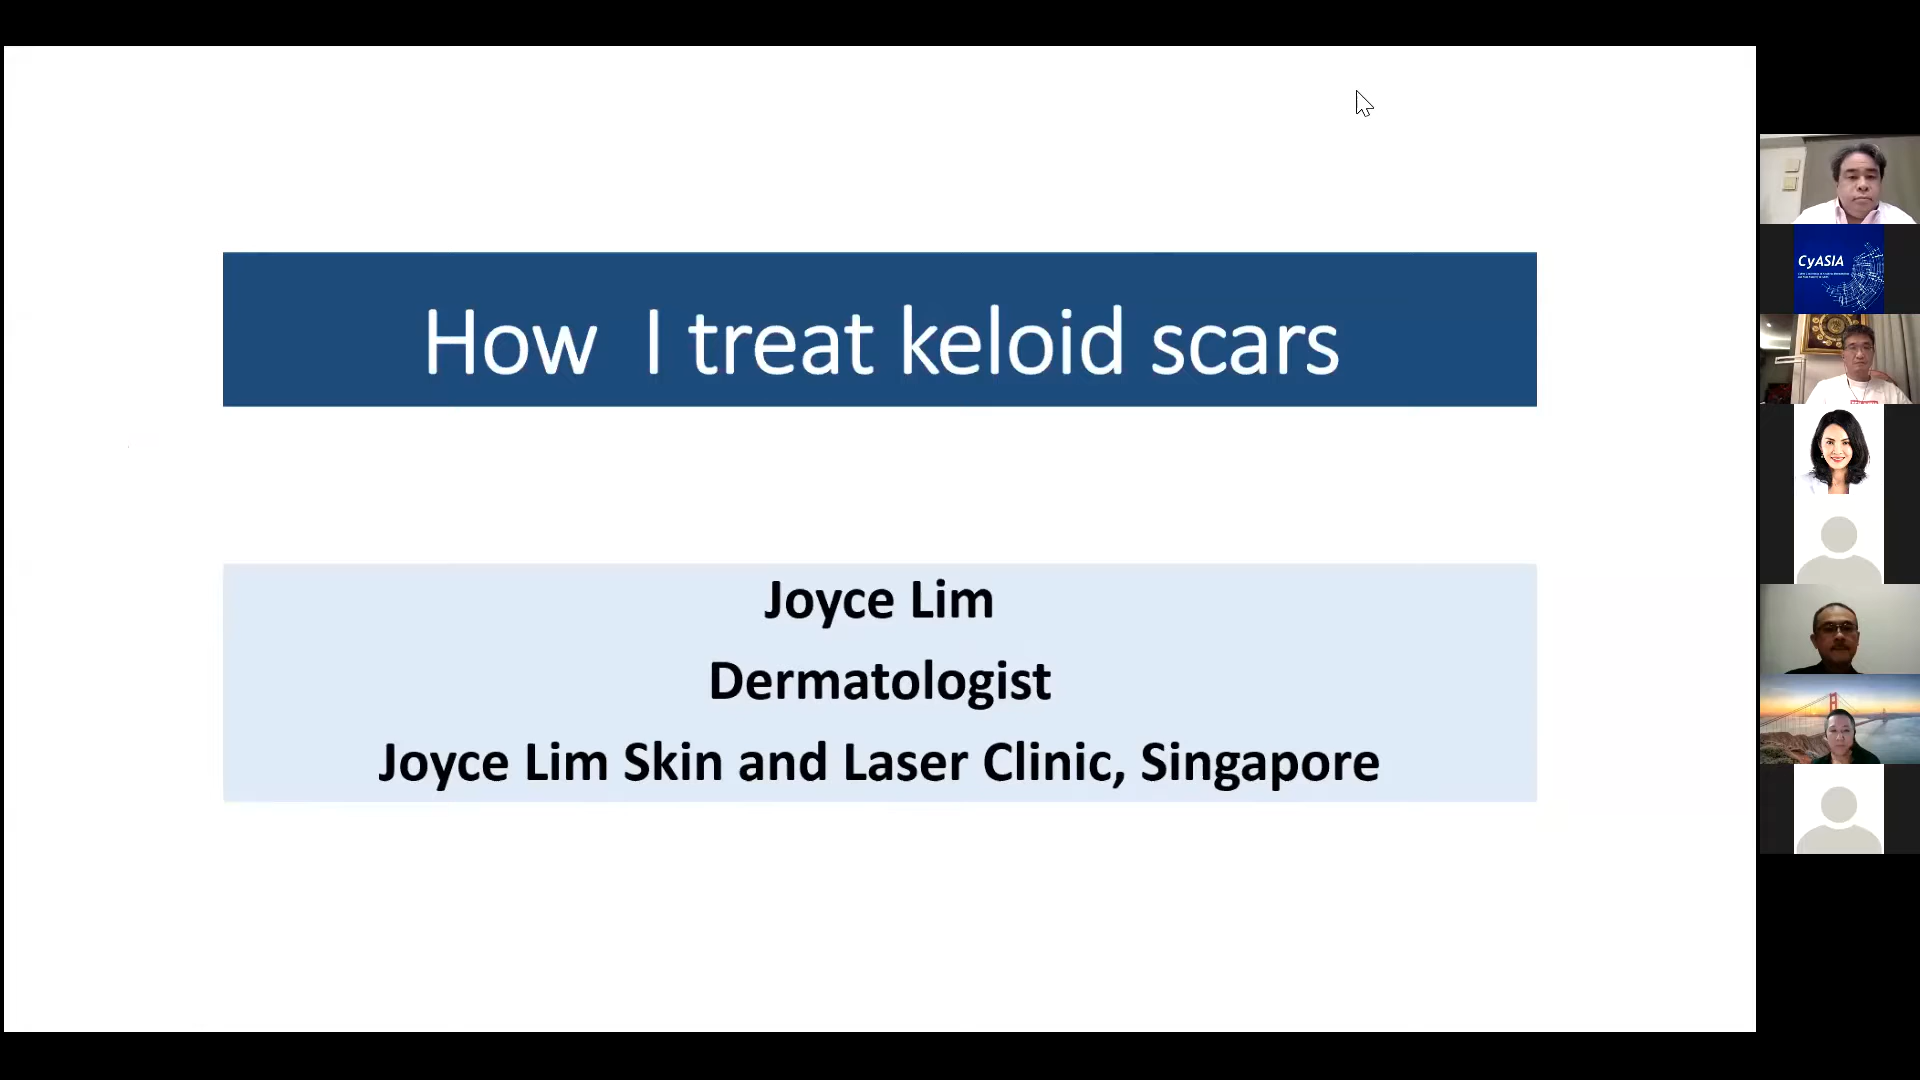 How I treat keloid scars
Joyce Lim
Dermatologist
Joyce Lim Skin and Laser Clinic, Singapore
CyASIA